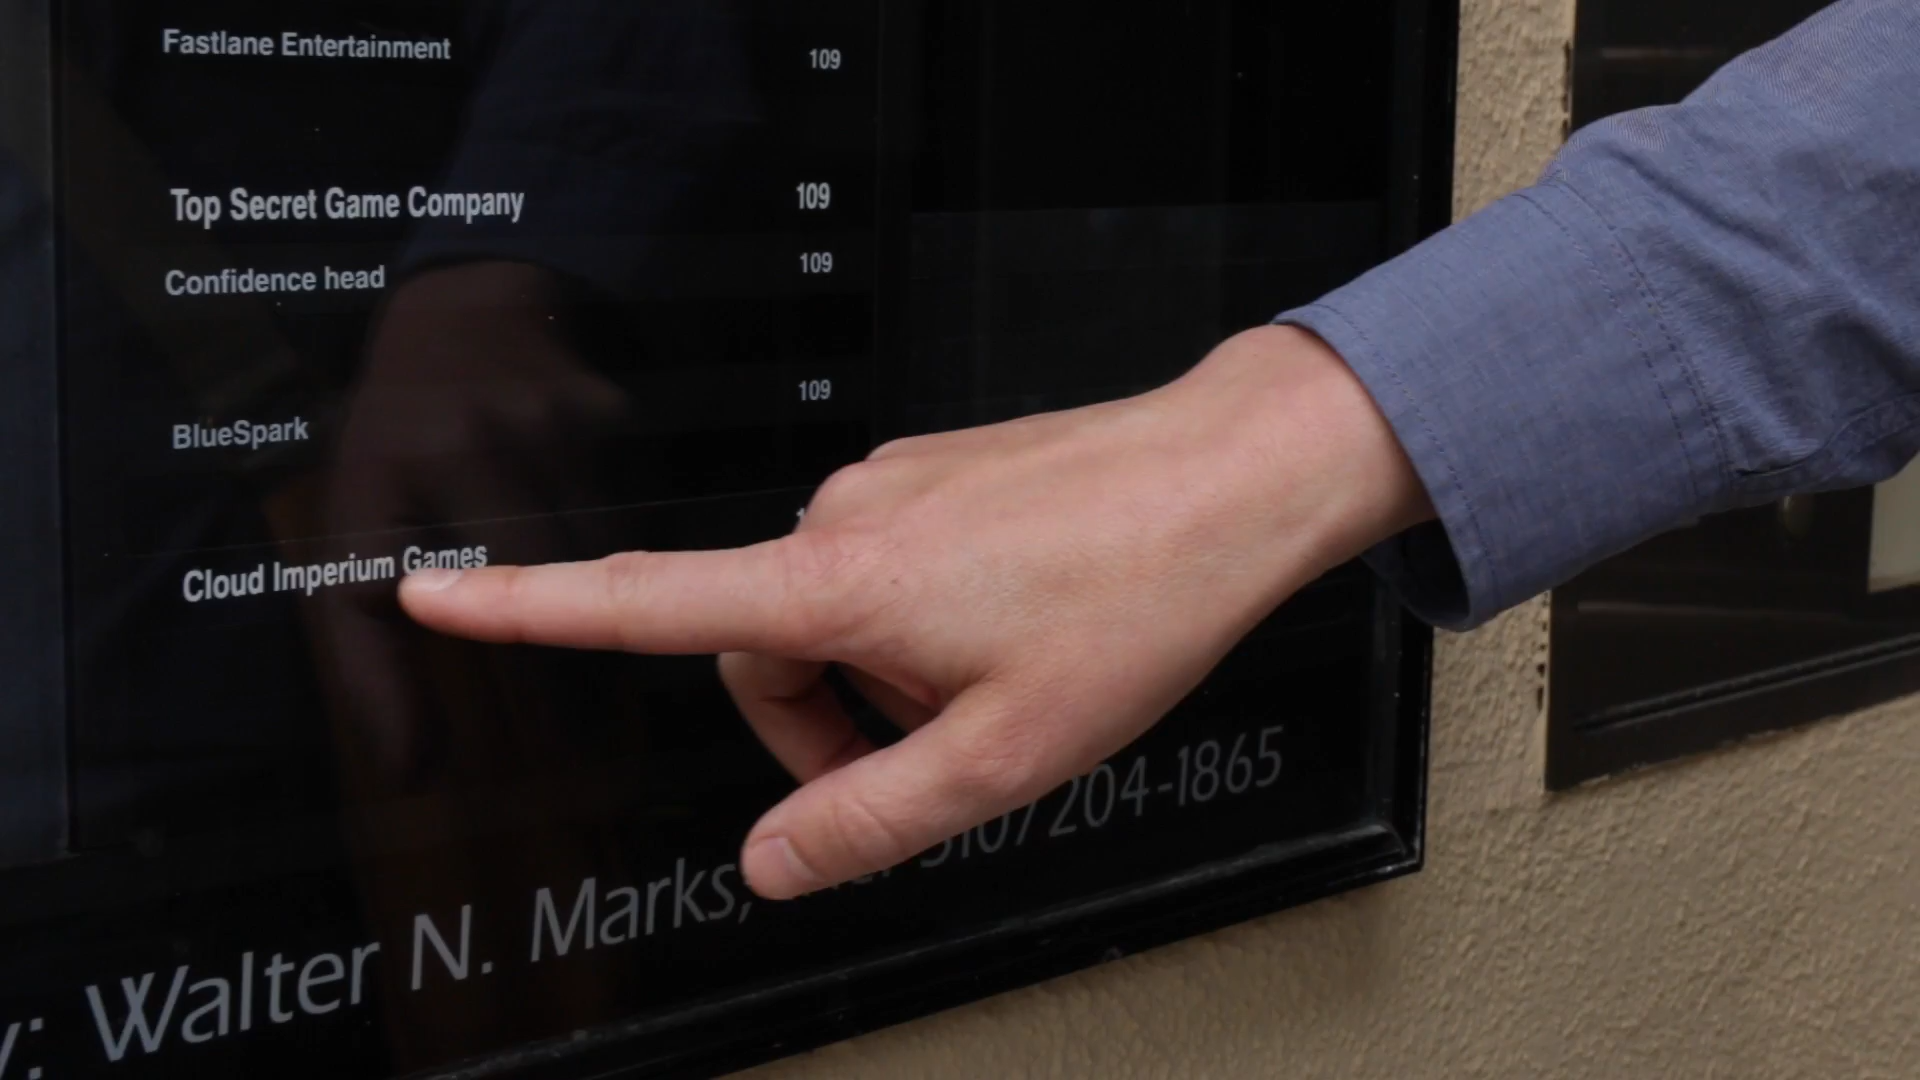 Fastlane Entertainment 109
Top Secret Game Company 109
Confidence head 109
BlueSpark 109
Cloud Imperium Games
Walter N. Marks, 204-1865